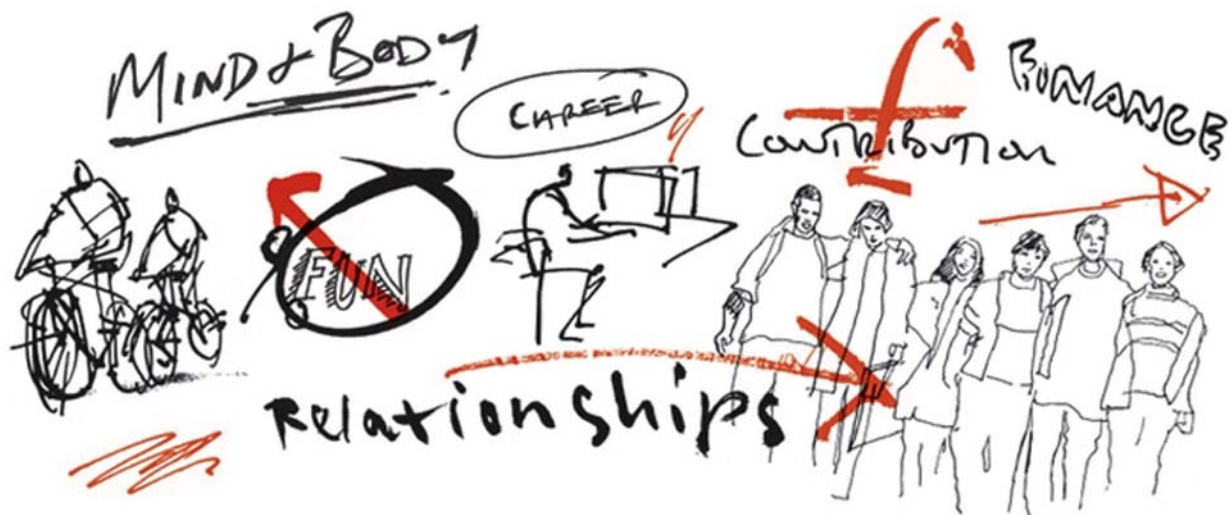 MIND & BODY
CAREER
£
CONTRIBUTION
FINANCE
FUN
Relationships